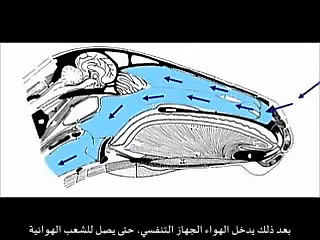 بعد ذلك يدخل الهواء الجهاز التنفسي، حتى يصل للشعب الهوائية